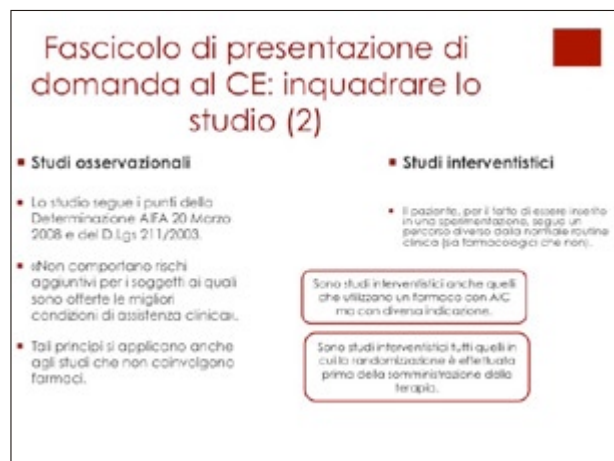 Fascicolo di presentazione di
domanda al CE: inquadrare lo
studio (2)
Studi osservazionali
Lo studio segue i punti della
Determinazione AIFA 20 Marzo
2008 e del D.Lgs 211/2003.
«Non comportano rischi
aggiuntivi per i soggetti ai quali
sono offerte le migliori
condizioni di assistenza clinica».
Tali principi si applicano anche
agli studi che non coinvolgono
farmaci.
Studi interventistici
Il paziente, per il fatto di essere inserito
in una sperimentazione, segue un
percorso diverso dalla normale routine
clinica (sia farmacologici che non).
Sono studi interventistici anche quelli
che utilizzano un farmaco con AIC
ma con diversa indicazione.
Sono studi interventistici tutti quelli in
cui la randomizzazione è effettuata
prima della somministrazione della
terapia.